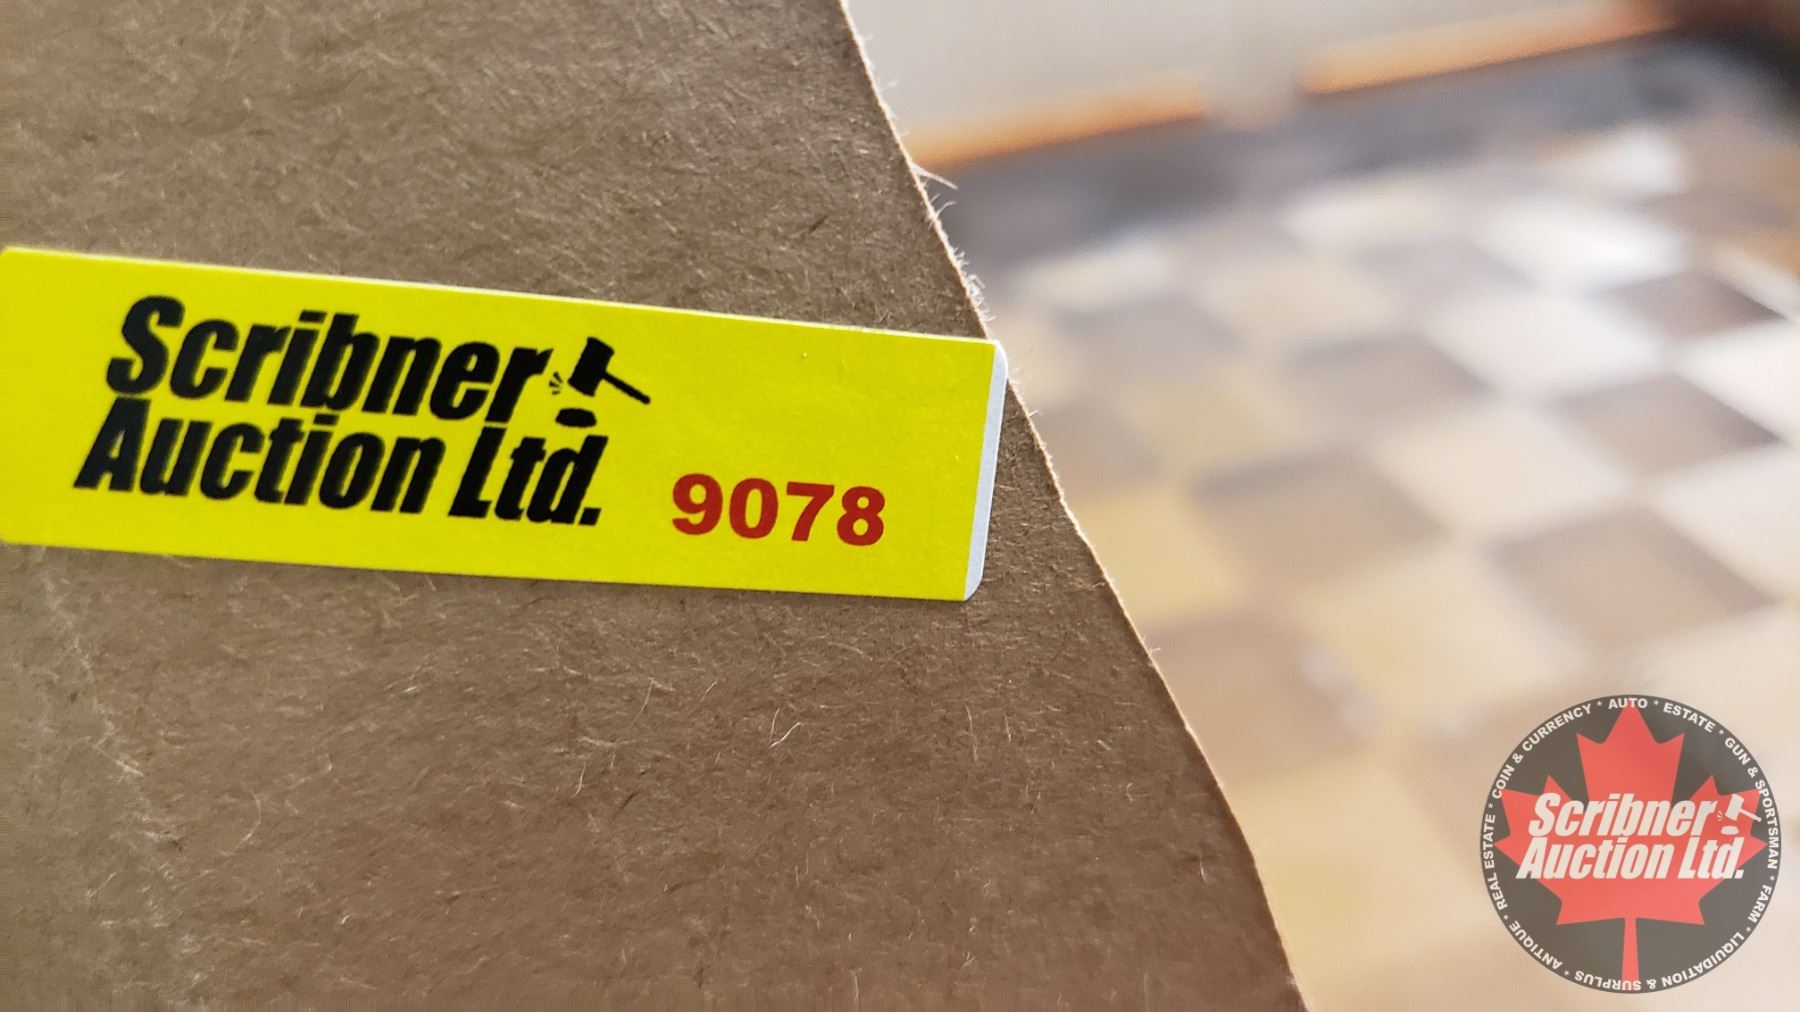 Scribner
Auction Ltd.
9078
COIN & CURRENCY * AUTO * ESTATE * GUN & SPORTSMAN * FARM * LIQUIDATION & SURPLUS * ANTIQUE * REAL ESTATE *
Scribner
Auction Ltd.